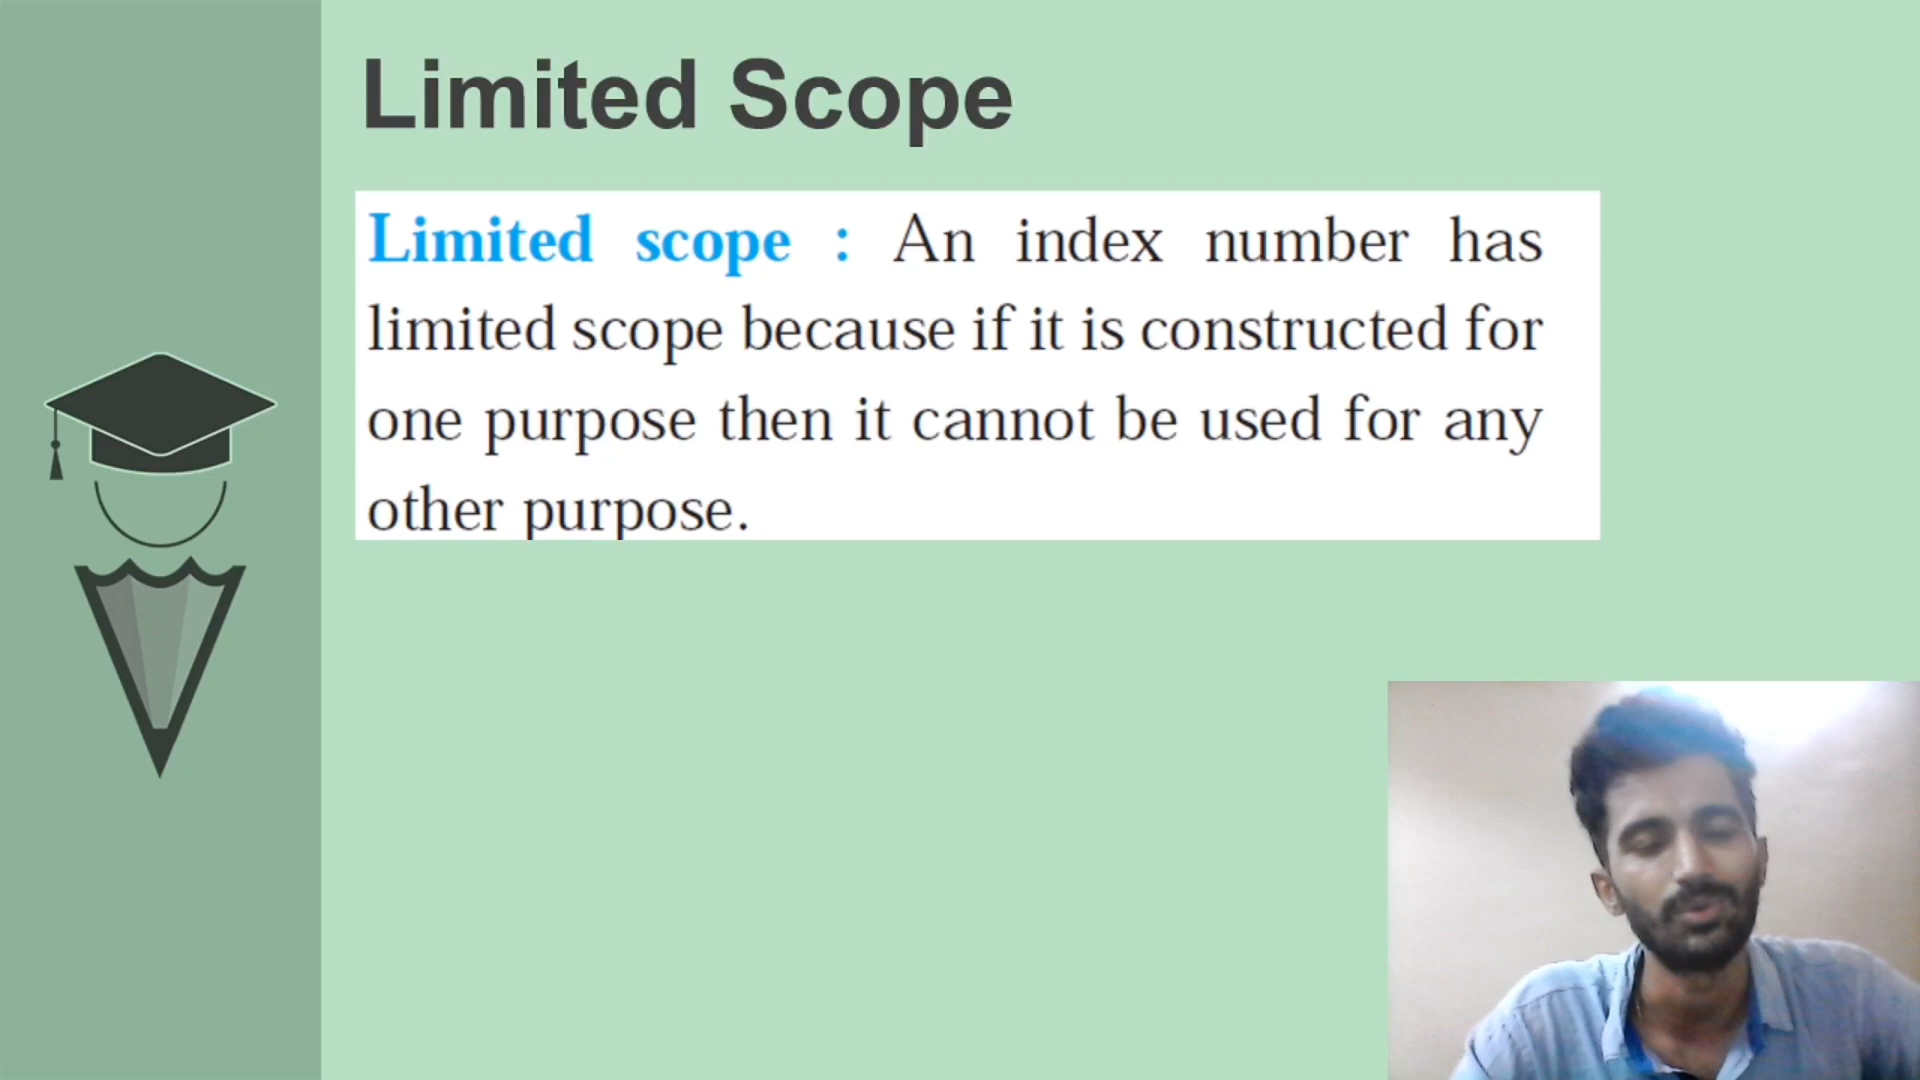 Limited Scope
Limited scope : An index number has
limited scope because if it is constructed for
one purpose then it cannot be used for any
other purpose.